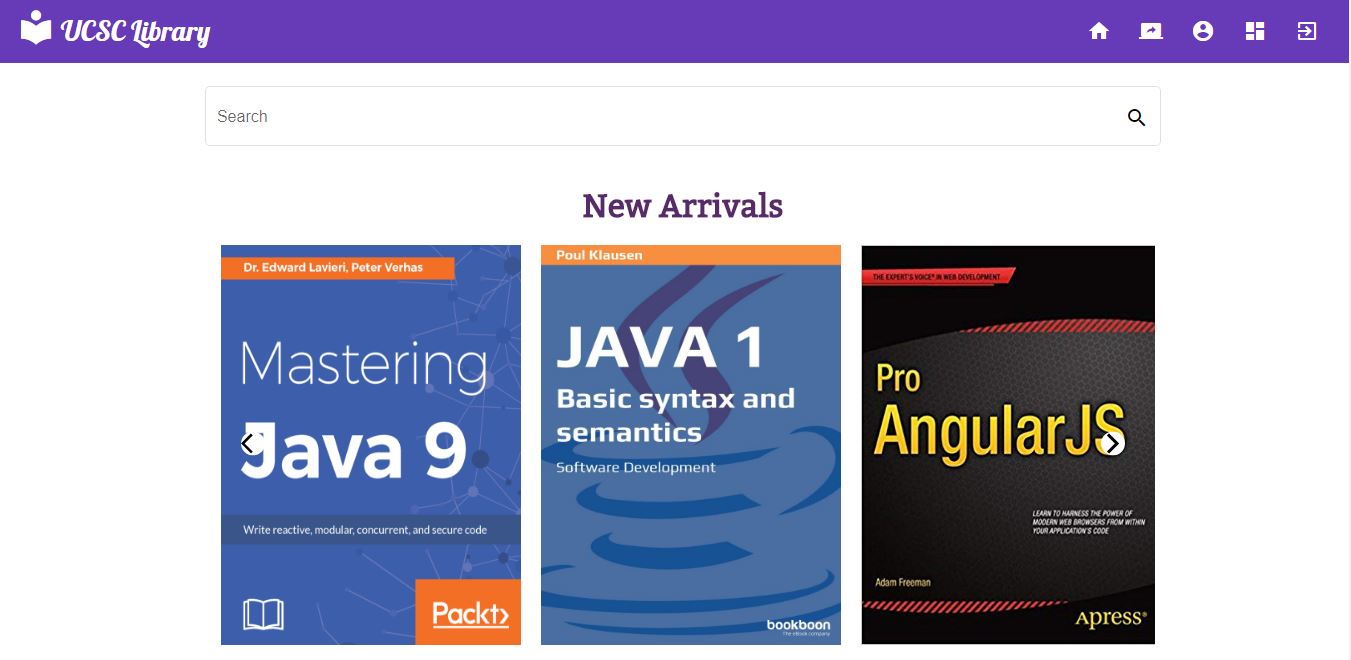 UCSC Library
Search
New Arrivals
Dr. Edward Lavieri, Peter Verhas
Mastering
Java 9
Write reactive, modular, concurrent, and secure code
Packt>
Poul Klausen
JAVA 1
Basic syntax and
semantics
Software Development
bookboon
The eBook company
THE EXPERT'S VOICE® IN WEB DEVELOPMENT
Pro
AngularJS
LEARN TO HARNESS THE POWER OF
MODERN WEB BROWSERS FROM WITHIN
YOUR APPLICATION'S CODE
Adam Freeman
Apress®